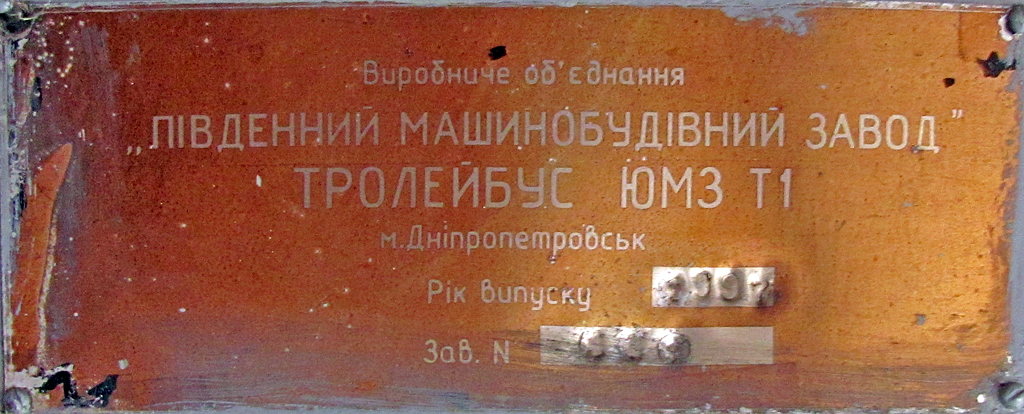 Виробниче об'єднання
„ПІВДЕННИЙ МАШИНОБУДІВНИЙ ЗАВОД”
ТРОЛЕЙБУС ЮМЗ Т1
м.Дніпропетровськ
Рік випуску
Зав. N